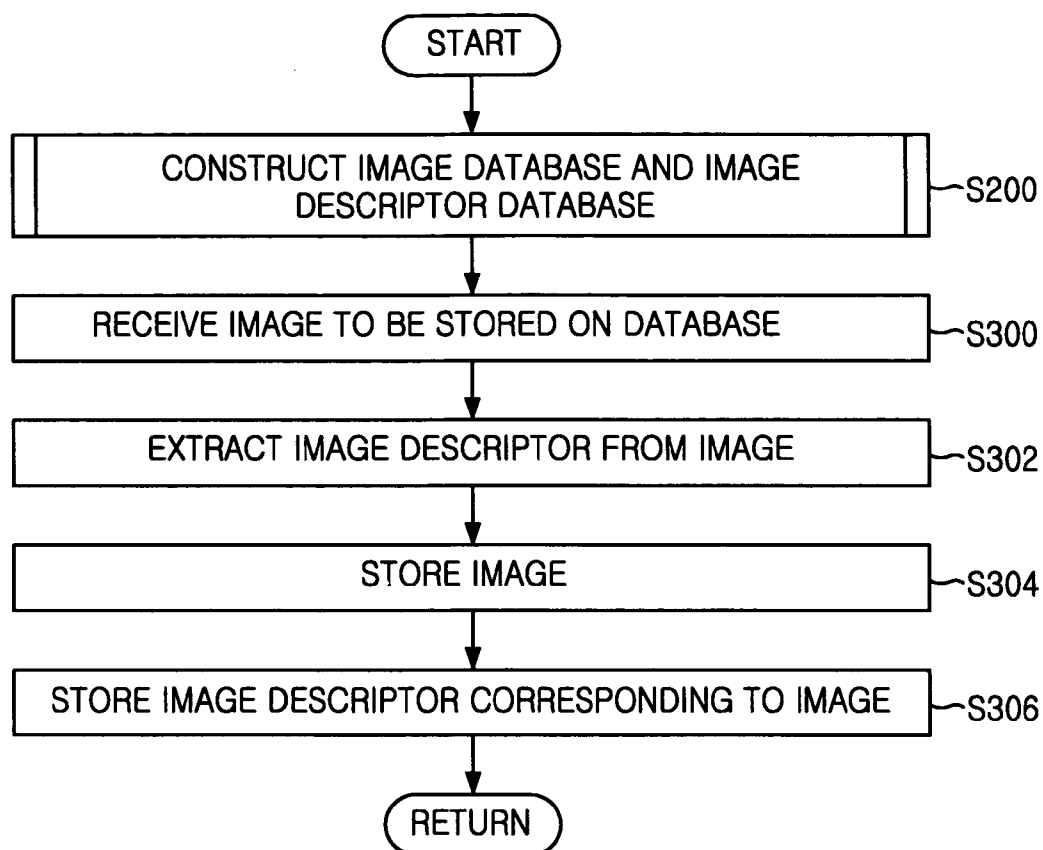 START
CONSTRUCT IMAGE DATABASE AND IMAGE
DESCRIPTOR DATABASE
S200
RECEIVE IMAGE TO BE STORED ON DATABASE
S300
EXTRACT IMAGE DESCRIPTOR FROM IMAGE
S302
STORE IMAGE
S304
STORE IMAGE DESCRIPTOR CORRESPONDING TO IMAGE
S306
RETURN